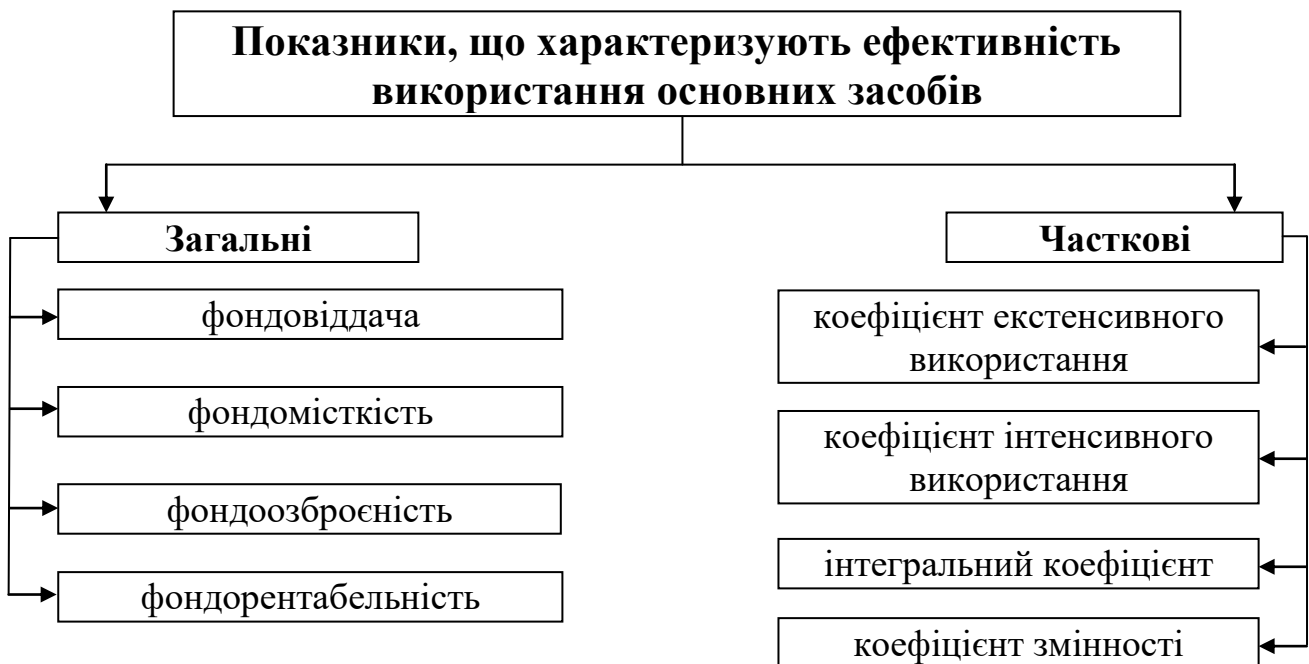 Показники, що характеризують ефективність
використання основних засобів
Загальні
фондовіддача
фондомісткість
фондоозброєність
фондорентабельність
Часткові
коефіцієнт екстенсивного
використання
коефіцієнт інтенсивного
використання
інтегральний коефіцієнт
коефіцієнт змінності